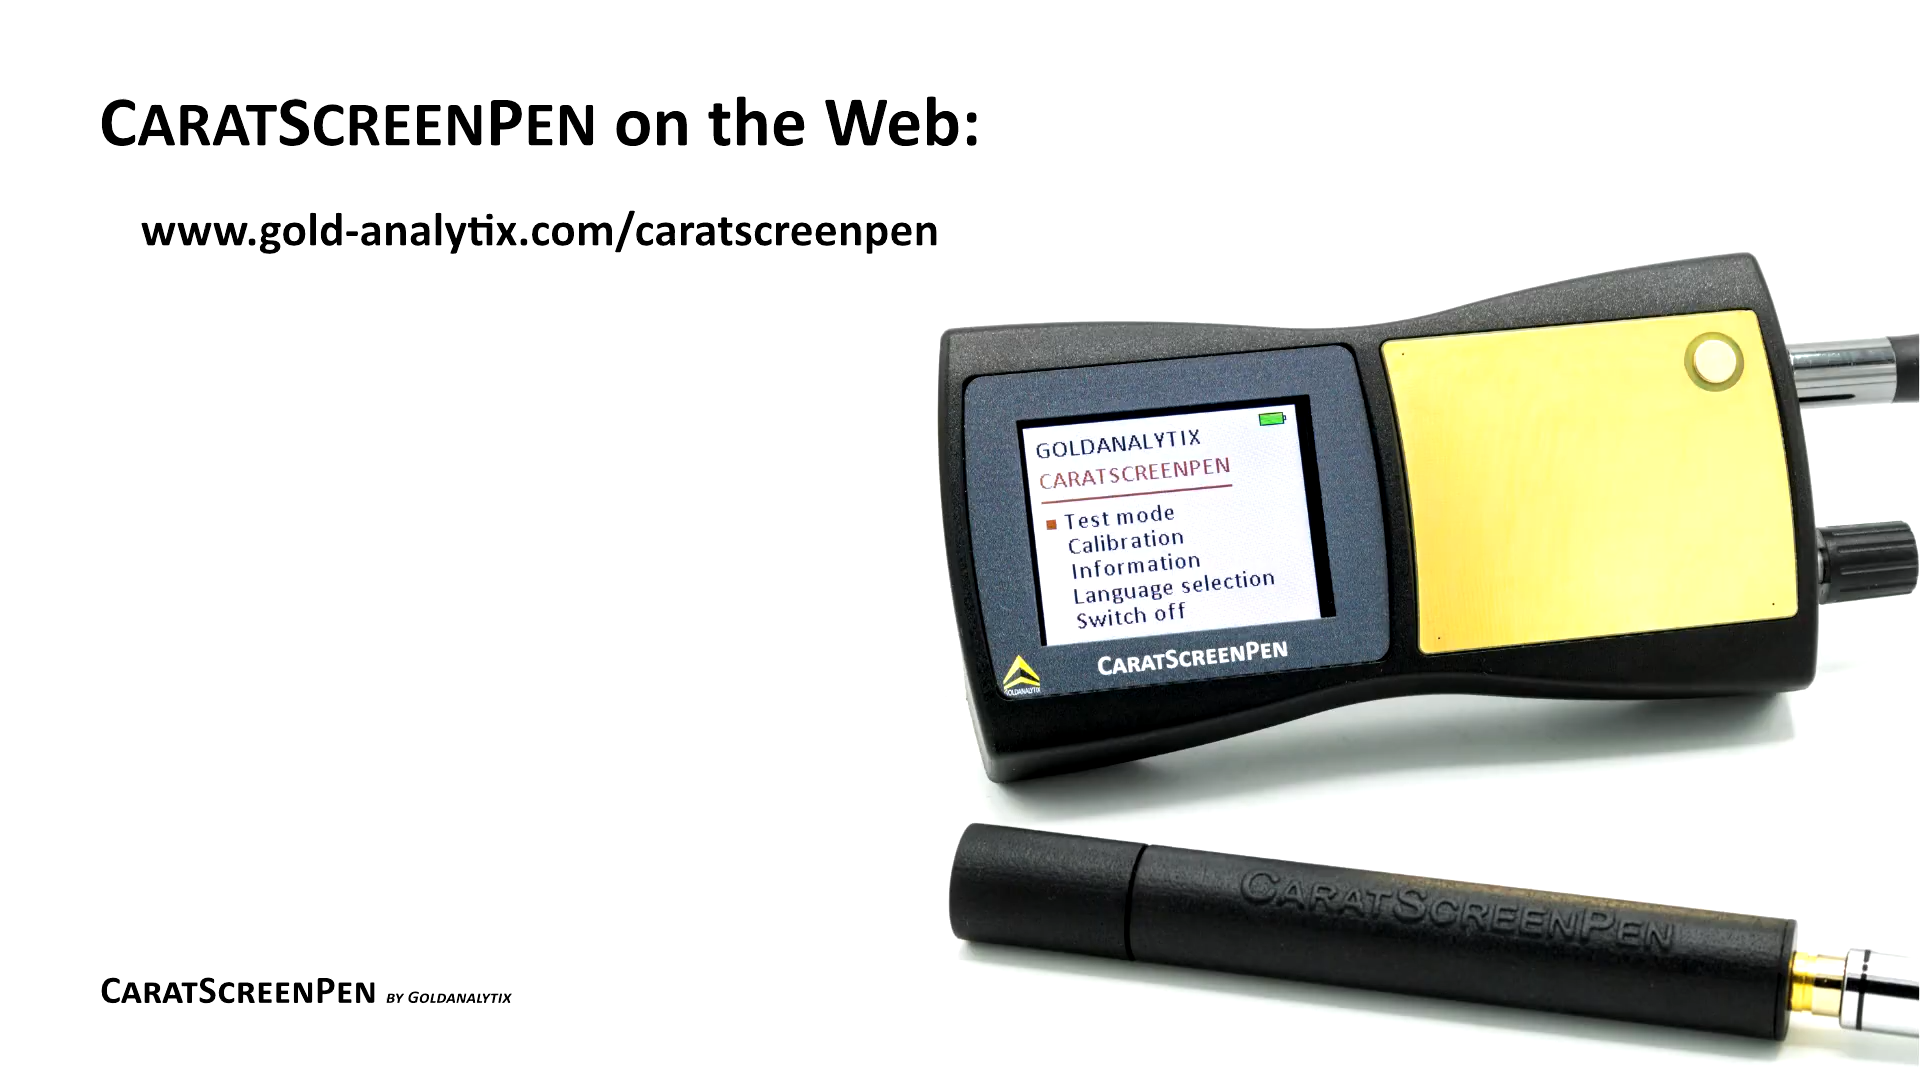 CARATSCREENPEN on the Web:
www.gold-analytix.com/caratscreenpen
GOLDANALYTIX
CARATSCREENPEN
Test mode
Calibration
Information
Language selection
Switch off
CARATSCREENPEN
GOLDANALYTIX
CARATSCREENPEN
CARATSCREENPEN BY GOLDANALYTIX